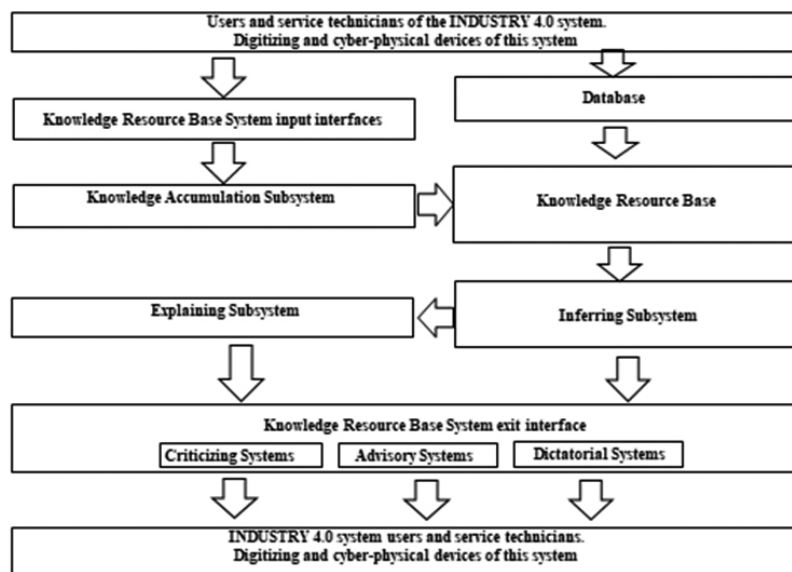 Users and service technicians of the INDUSTRY 4.0 system.
Digitizing and cyber-physical devices of this system
Database
Knowledge Resource Base System input interfaces
Knowledge Accumulation Subsystem
Knowledge Resource Base
Explaining Subsystem
Inferring Subsystem
Knowledge Resource Base System exit interface
Criticizing Systems
Advisory Systems
Dictatorial Systems
INDUSTRY 4.0 system users and service technicians.
Digitizing and cyber-physical devices of this system